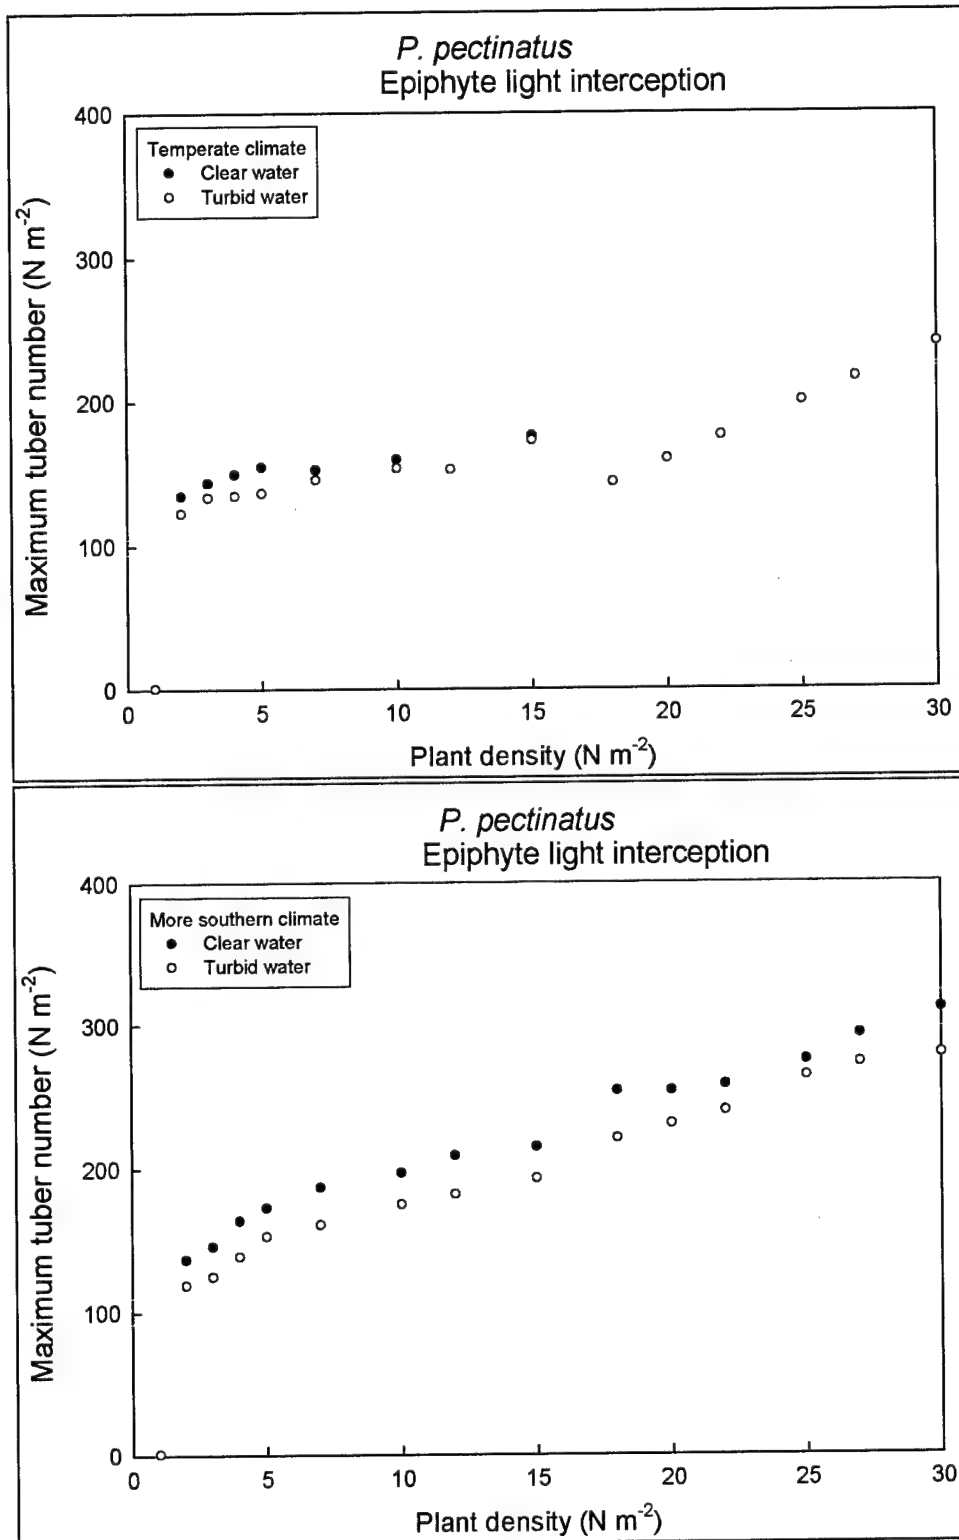 P. pectinatus
Epiphyte light interception
Temperate climate
Clear water
Turbid water
400
300
200
100
0
Maximum tuber number (N m⁻²)
0 5 10 15 20 25 30
Plant density (N m⁻²)
P. pectinatus
Epiphyte light interception
More southern climate
Clear water
Turbid water
400
300
200
100
0
Maximum tuber number (N m⁻²)
0 5 10 15 20 25 30
Plant density (N m⁻²)